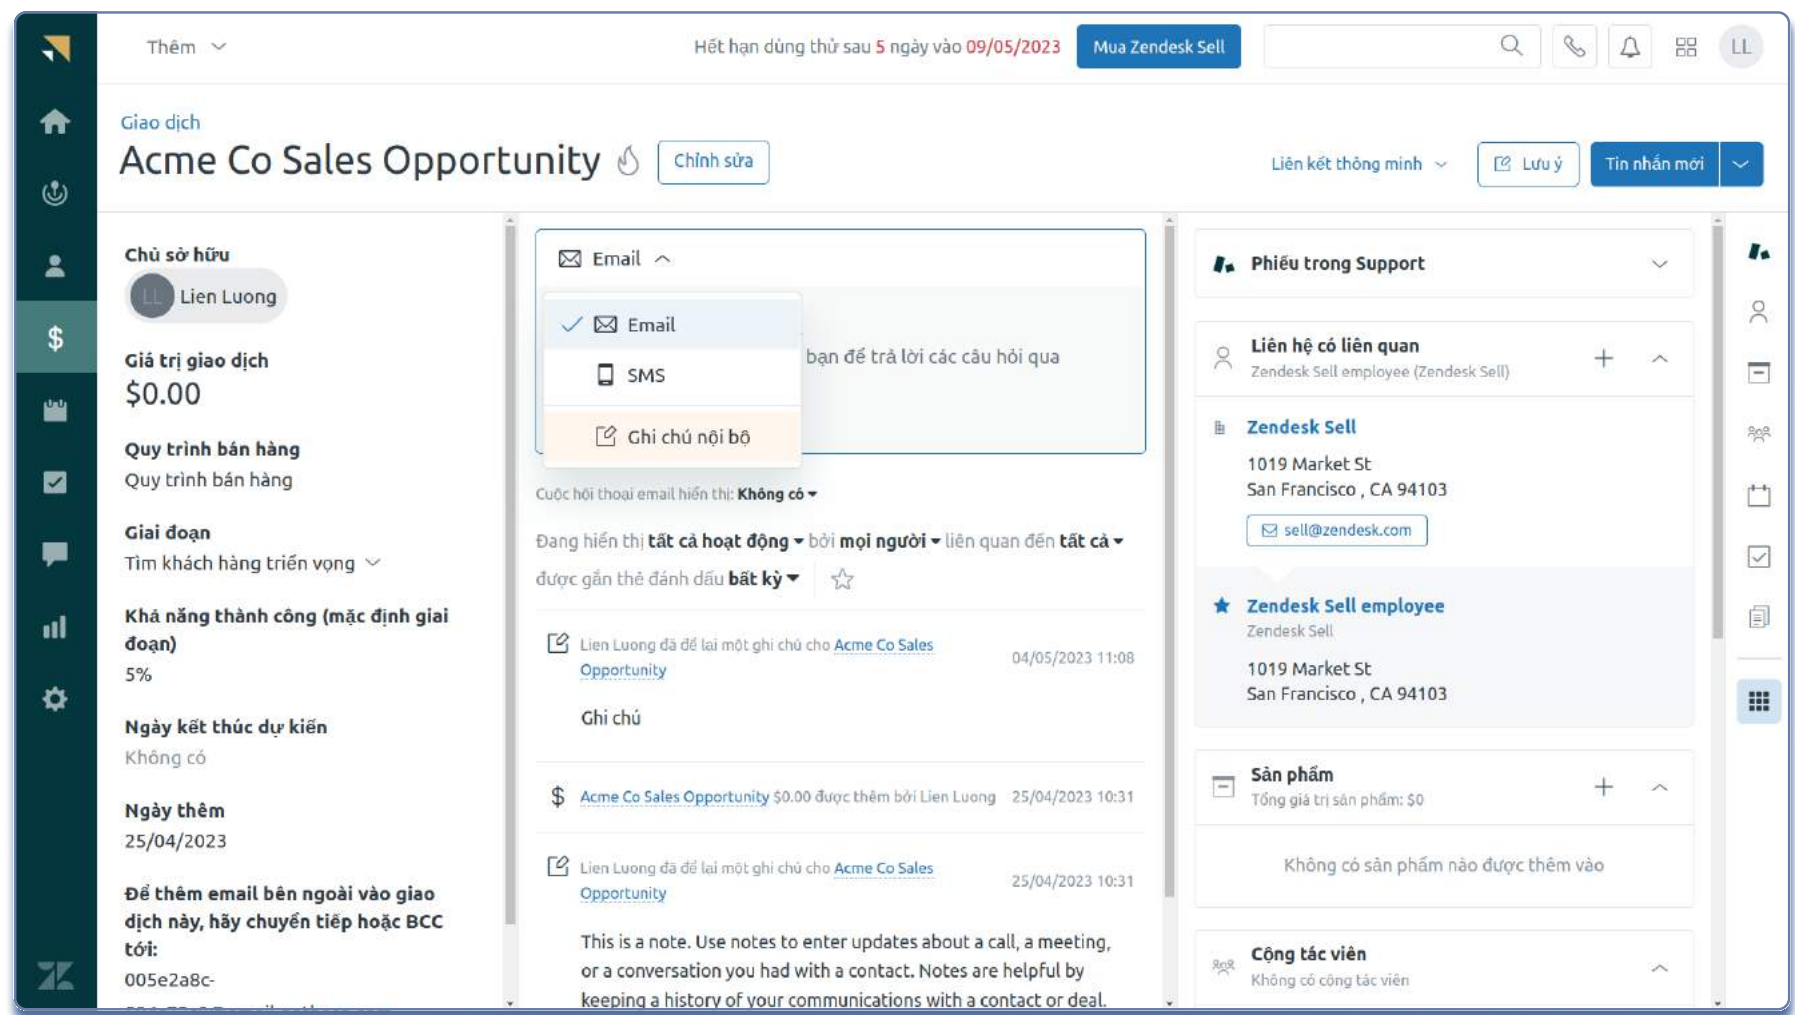 Thêm
Hết hạn dùng thử sau 5 ngày vào 09/05/2023
Mua Zendesk Sell
LL
Giao dịch
Acme Co Sales Opportunity
Chỉnh sửa
Liên kết thông minh
Lưu ý
Tin nhắn mới
Chủ sở hữu
LL
Lien Luong
Giá trị giao dịch
$0.00
Quy trình bán hàng
Quy trình bán hàng
Giai đoạn
Tìm khách hàng triển vọng
Khả năng thành công (mặc định giai
đoạn)
5%
Ngày kết thúc dự kiến
Không có
Ngày thêm
25/04/2023
Để thêm email bên ngoài vào giao
dịch này, hãy chuyển tiếp hoặc BCC
tới:
005e2a8c-
Email
Email
SMS
Ghi chú nội bộ
bạn để trả lời các câu hỏi qua
Cuộc hội thoại email hiển thị: Không có
Đang hiển thị tất cả hoạt động bởi mọi người liên quan đến tất cả
được gắn thẻ đánh dấu bất kỳ
Lien Luong đã để lại một ghi chú cho Acme Co Sales
Opportunity
04/05/2023 11:08
Ghi chú
$ Acme Co Sales Opportunity $0.00 được thêm bởi Lien Luong 25/04/2023 10:31
Lien Luong đã để lại một ghi chú cho Acme Co Sales
Opportunity
25/04/2023 10:31
This is a note. Use notes to enter updates about a call, a meeting,
or a conversation you had with a contact. Notes are helpful by
keeping a history of your communications with a contact or deal.
Phiếu trong Support
Liên hệ có liên quan
Zendesk Sell employee (Zendesk Sell)
Zendesk Sell
1019 Market St
San Francisco , CA 94103
sell@zendesk.com
Zendesk Sell employee
Zendesk Sell
1019 Market St
San Francisco , CA 94103
Sản phẩm
Tổng giá trị sản phẩm: $0
Không có sản phẩm nào được thêm vào
Cộng tác viên
Không có cộng tác viên